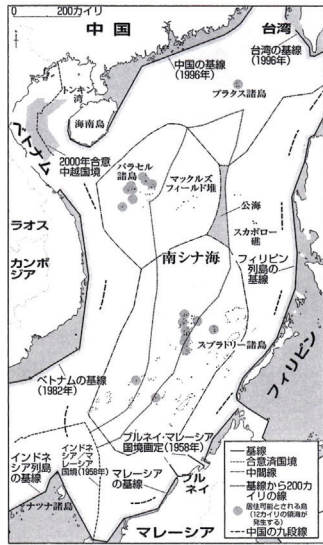 0 200カイリ
中国
台湾
台湾の基線
(1996年)
中国の基線
(1996年)
プラタス諸島
トンキン
湾
海南島
ベトナム
2000年合意
中越国境
パラセル
諸島
マックルズ
フィールド堆
公海
スカボロー
礁
ラオス
カンボ
ジア
南シナ海
フィリピン
列島の
基線
スプラトリー諸島
フィリピン
ベトナムの基線
(1982年)
ブルネイ・マレーシア
国境画定(1958年)
インドネ
シア列島
の基線
インドネ
シア/マ
レーシア
国境(1958年)
マレーシア
の基線
ブル
ネイ
ナツナ諸島
マレーシア
基線
合意済国境
中間線
基線から200カ
イリの線
居住可能とされる島
(12カイリの領海が
発生する)
中国の九段線